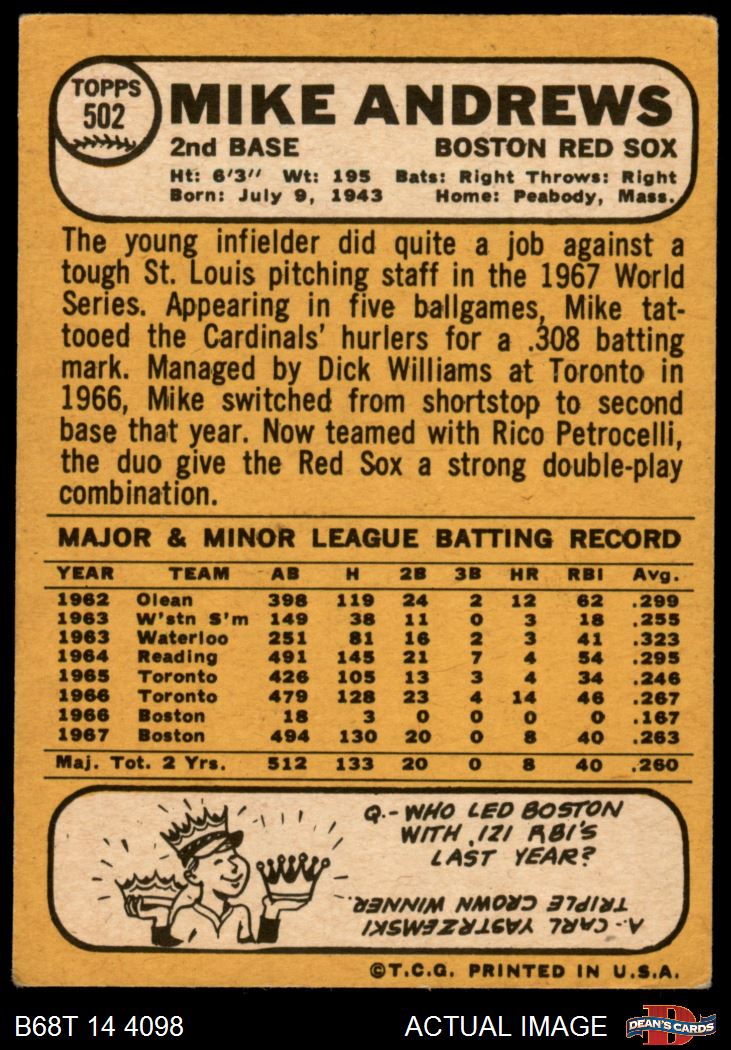 TOPPS
502
MIKE ANDREWS
2nd BASE BOSTON RED SOX
Ht: 6'3" Wt: 195 Bats: Right Throws: Right
Born: July 9, 1943 Home: Peabody, Mass.
The young infielder did quite a job against a
tough St. Louis pitching staff in the 1967 World
Series. Appearing in five ballgames, Mike tat-
tooed the Cardinals' hurlers for a .308 batting
mark. Managed by Dick Williams at Toronto in
1966, Mike switched from shortstop to second
base that year. Now teamed with Rico Petrocelli,
the duo give the Red Sox a strong double-play
combination.
MAJOR & MINOR LEAGUE BATTING RECORD
YEAR TEAM AB H 2B 3B HR RBI Avg.
1962 Olean 398 119 24 2 12 62 .299
1963 W'stn S'm 149 38 11 0 3 18 .255
1963 Waterloo 251 81 16 2 3 41 .323
1964 Reading 491 145 21 7 4 54 .295
1965 Toronto 426 105 13 3 4 34 .246
1966 Toronto 479 128 23 4 14 46 .267
1966 Boston 18 3 0 0 0 0 .167
1967 Boston 494 130 20 0 8 40 .263
Maj. Tot. 2 Yrs. 512 133 20 0 8 40 .260
Q.-WHO LED BOSTON
WITH 121 RBI'S
LAST YEAR?
A.-CARL YASTRZEMSKI
TRIPLE CROWN WINNER.
©T.C.G. PRINTED IN U.S.A.
B68T 14 4098 ACTUAL IMAGE DEAN'S CARDS